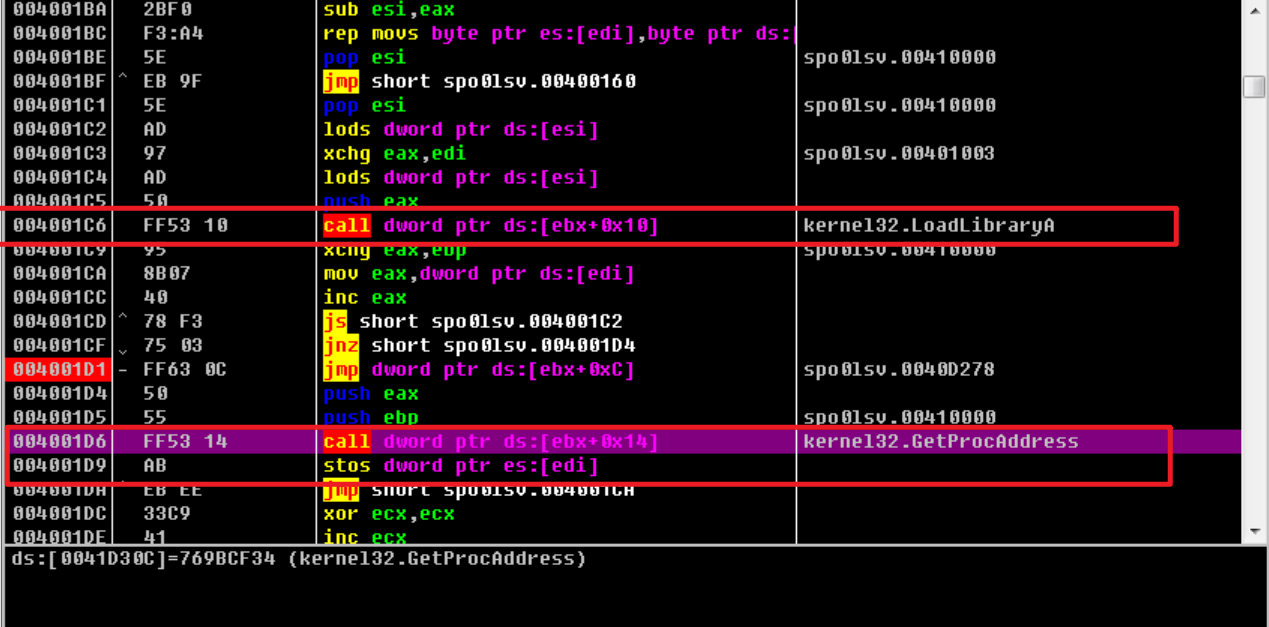 004001BA 2BF0 sub esi,eax
004001BC F3:A4 rep movs byte ptr es:[edi],byte ptr ds:[
004001BE 5E pop esi spo0lsv.00410000
004001BF ^ EB 9F jmp short spo0lsv.00400160
004001C1 5E pop esi spo0lsv.00410000
004001C2 AD lods dword ptr ds:[esi]
004001C3 97 xchg eax,edi spo0lsv.00401003
004001C4 AD lods dword ptr ds:[esi]
004001C5 50 push eax
004001C6 FF53 10 call dword ptr ds:[ebx+0x10] kernel32.LoadLibraryA
004001C9 95 xchg eax,ebp spo0lsv.00410000
004001CA 8B07 mov eax,dword ptr ds:[edi]
004001CC 40 inc eax
004001CD ^ 78 F3 js short spo0lsv.004001C2
004001CF 75 03 jnz short spo0lsv.004001D4
004001D1 - FF63 0C jmp dword ptr ds:[ebx+0xC] spo0lsv.0040D278
004001D4 50 push eax
004001D5 55 push ebp spo0lsv.00410000
004001D6 FF53 14 call dword ptr ds:[ebx+0x14] kernel32.GetProcAddress
004001D9 AB stos dword ptr es:[edi]
004001DA EB EE jmp short spo0lsv.004001CA
004001DC 33C9 xor ecx,ecx
004001DE 41 inc ecx
ds:[0041D30C]=769BCF34 (kernel32.GetProcAddress)